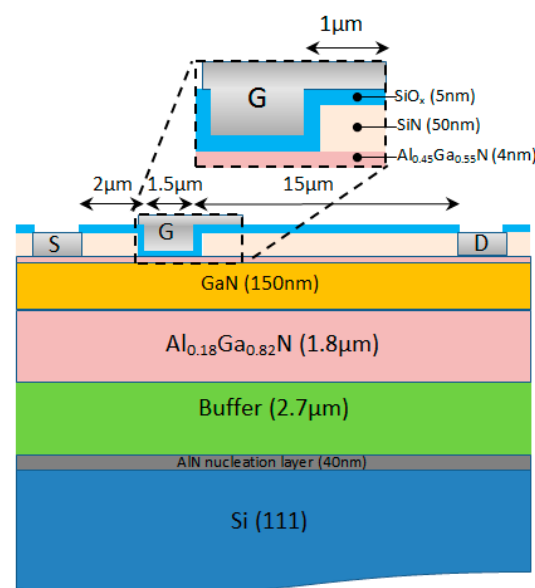 1µm
G
SiOₓ (5nm)
SiN (50nm)
Al₀.₄₅Ga₀.₅₅N (4nm)
2µm 1.5µm 15µm
S G D
GaN (150nm)
Al₀.₁₈Ga₀.₈₂N (1.8µm)
Buffer (2.7µm)
AlN nucleation layer (40nm)
Si (111)